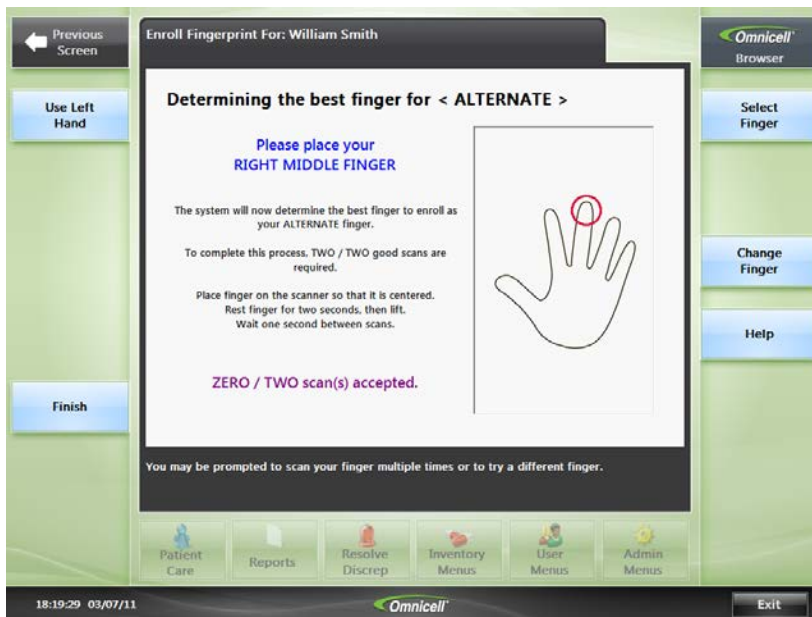 Previous
Screen
Enroll Fingerprint For: William Smith
Omnicell
Browser
Use Left
Hand
Determining the best finger for < ALTERNATE >
Select
Finger
Please place your
RIGHT MIDDLE FINGER
The system will now determine the best finger to enroll as
your ALTERNATE finger.
To complete this process, TWO / TWO good scans are
required.
Place finger on the scanner so that it is centered.
Rest finger for two seconds, then lift.
Wait one second between scans.
Change
Finger
Help
ZERO / TWO scan(s) accepted.
Finish
You may be prompted to scan your finger multiple times or to try a different finger.
Patient
Care
Reports
Resolve
Discrep
Inventory
Menus
User
Menus
Admin
Menus
18:19:29 03/07/11
Omnicell
Exit